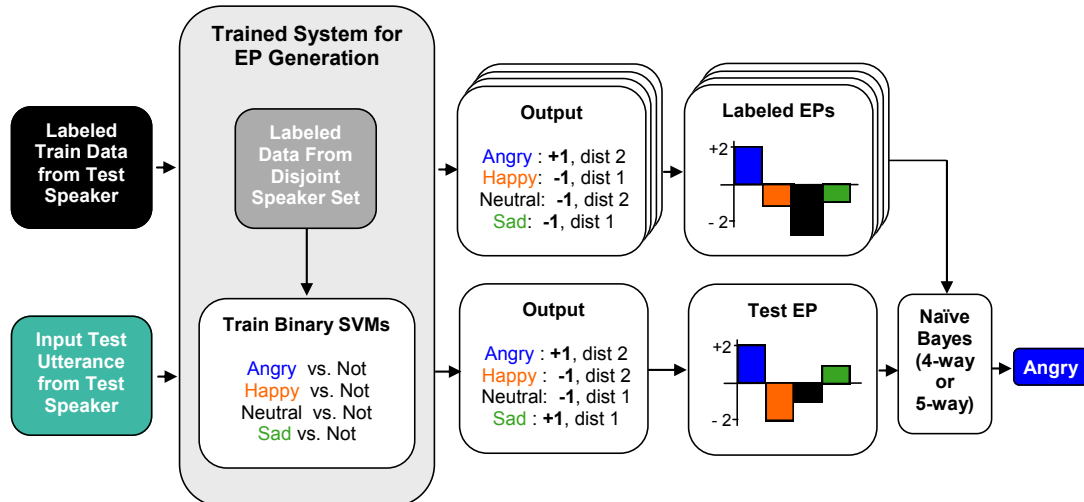 Trained System for
EP Generation
Labeled
Train Data
from Test
Speaker
Labeled
Data From
Disjoint
Speaker Set
Output
Angry : +1, dist 2
Happy: -1, dist 1
Neutral: -1, dist 2
Sad: -1, dist 1
Labeled EPs
+2
- 2
Input Test
Utterance
from Test
Speaker
Train Binary SVMs
Angry vs. Not
Happy vs. Not
Neutral vs. Not
Sad vs. Not
Output
Angry : +1, dist 2
Happy : -1, dist 2
Neutral: -1, dist 1
Sad : +1, dist 1
Test EP
+2
- 2
Naïve
Bayes
(4-way
or
5-way)
Angry